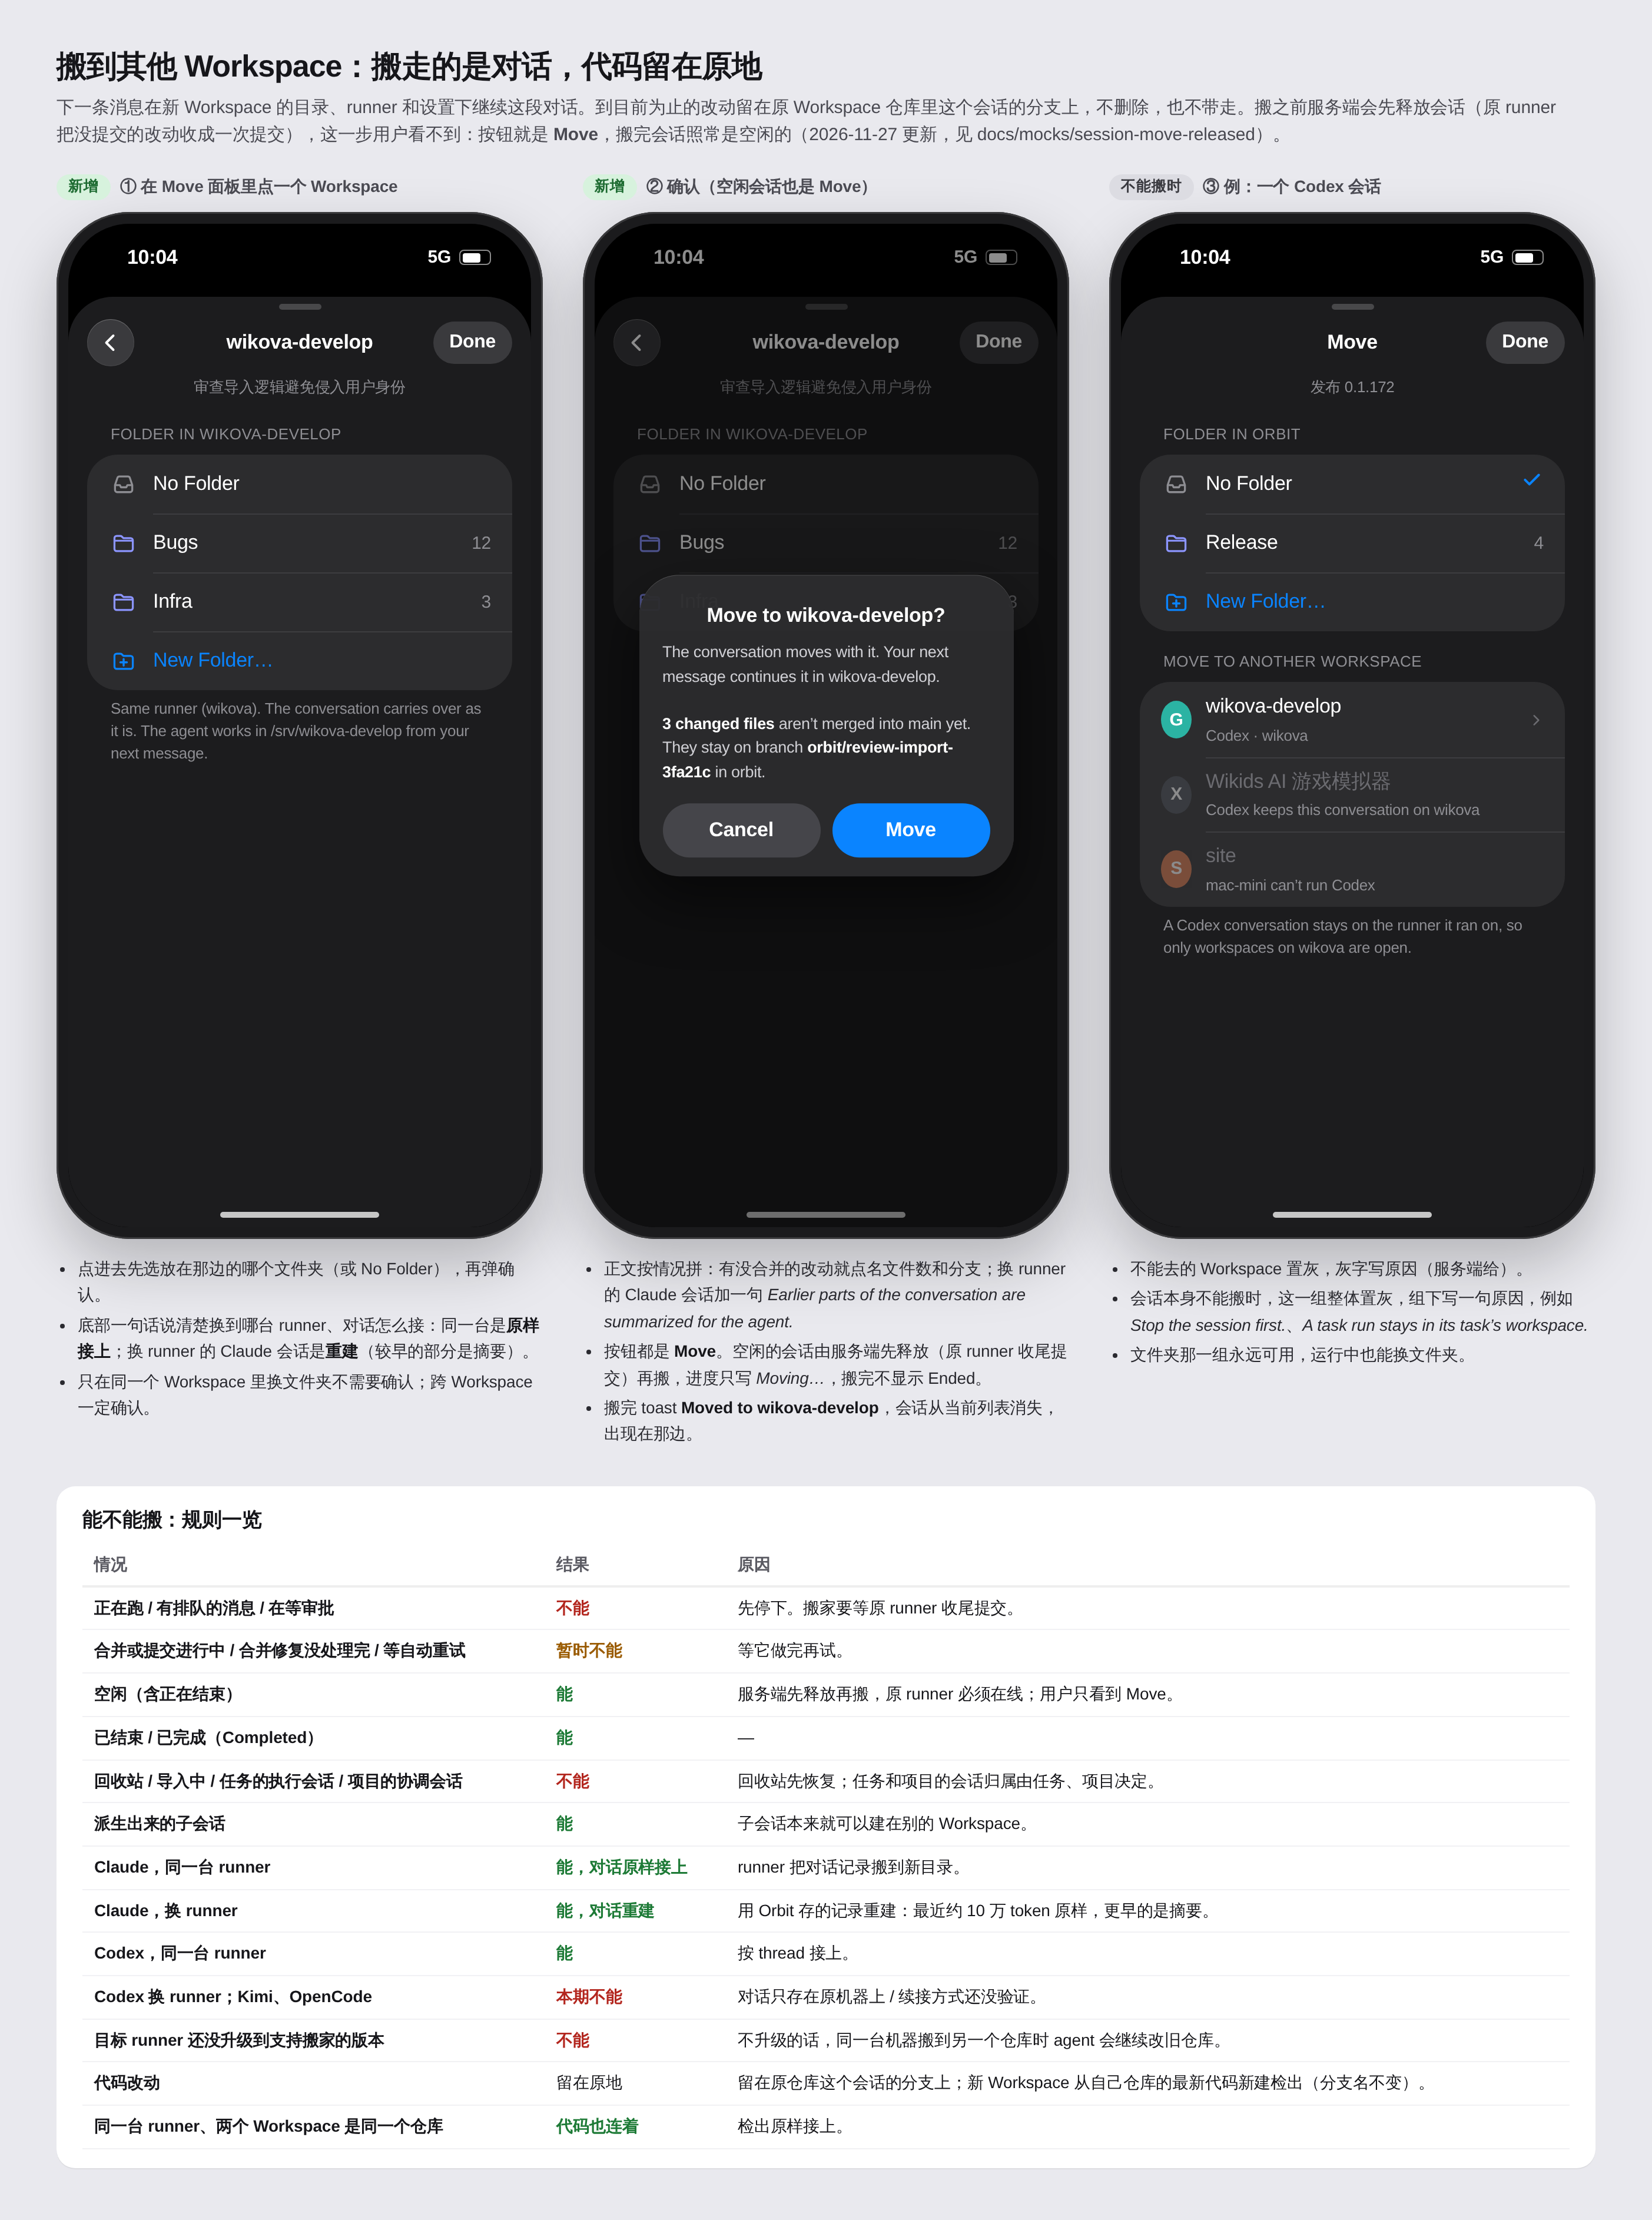 搬到其他 Workspace：搬走的是对话，代码留在原地
下一条消息在新 Workspace 的目录、runner 和设置下继续这段对话。到目前为止的改动留在原 Workspace 仓库里这个会话的分支上，不删除，也不带走。搬之前服务端会先释放会话（原 runner
把没提交的改动收成一次提交），这一步用户看不到：按钮就是 Move，搬完会话照常是空闲的（2026-11-27 更新，见 docs/mocks/session-move-released）。
新增 ① 在 Move 面板里点一个 Workspace
10:04 5G
wikova-develop Done
审查导入逻辑避免侵入用户身份
FOLDER IN WIKOVA-DEVELOP
No Folder
Bugs 12
Infra 3
New Folder…
Same runner (wikova). The conversation carries over as
it is. The agent works in /srv/wikova-develop from your
next message.
• 点进去先选放在那边的哪个文件夹（或 No Folder），再弹确
认。
• 底部一句话说清楚换到哪台 runner、对话怎么接：同一台是原样
接上；换 runner 的 Claude 会话是重建（较早的部分是摘要）。
• 只在同一个 Workspace 里换文件夹不需要确认；跨 Workspace
一定确认。
新增 ② 确认（空闲会话也是 Move）
10:04 5G
wikova-develop Done
审查导入逻辑避免侵入用户身份
FOLDER IN WIKOVA-DEVELOP
No Folder
Bugs 12
Infra 3
Move to wikova-develop?
The conversation moves with it. Your next
message continues it in wikova-develop.
3 changed files aren’t merged into main yet.
They stay on branch orbit/review-import-
3fa21c in orbit.
Cancel Move
• 正文按情况拼：有没合并的改动就点名文件数和分支；换 runner
的 Claude 会话加一句 Earlier parts of the conversation are
summarized for the agent.
• 按钮都是 Move。空闲的会话由服务端先释放（原 runner 收尾提
交）再搬，进度只写 Moving…，搬完不显示 Ended。
• 搬完 toast Moved to wikova-develop，会话从当前列表消失，
出现在那边。
不能搬时 ③ 例：一个 Codex 会话
10:04 5G
Move Done
发布 0.1.172
FOLDER IN ORBIT
No Folder
Release 4
New Folder…
MOVE TO ANOTHER WORKSPACE
G wikova-develop
Codex · wikova
X Wikids AI 游戏模拟器
Codex keeps this conversation on wikova
S site
mac-mini can’t run Codex
A Codex conversation stays on the runner it ran on, so
only workspaces on wikova are open.
• 不能去的 Workspace 置灰，灰字写原因（服务端给）。
• 会话本身不能搬时，这一组整体置灰，组下写一句原因，例如
Stop the session first.、A task run stays in its task’s workspace.
• 文件夹那一组永远可用，运行中也能换文件夹。
能不能搬：规则一览
情况 结果 原因
正在跑 / 有排队的消息 / 在等审批 不能 先停下。搬家要等原 runner 收尾提交。
合并或提交进行中 / 合并修复没处理完 / 等自动重试 暂时不能 等它做完再试。
空闲（含正在结束） 能 服务端先释放再搬，原 runner 必须在线；用户只看到 Move。
已结束 / 已完成（Completed） 能 —
回收站 / 导入中 / 任务的执行会话 / 项目的协调会话 不能 回收站先恢复；任务和项目的会话归属由任务、项目决定。
派生出来的子会话 能 子会话本来就可以建在别的 Workspace。
Claude，同一台 runner 能，对话原样接上 runner 把对话记录搬到新目录。
Claude，换 runner 能，对话重建 用 Orbit 存的记录重建：最近约 10 万 token 原样，更早的是摘要。
Codex，同一台 runner 能 按 thread 接上。
Codex 换 runner；Kimi、OpenCode 本期不能 对话只存在原机器上 / 续接方式还没验证。
目标 runner 还没升级到支持搬家的版本 不能 不升级的话，同一台机器搬到另一个仓库时 agent 会继续改旧仓库。
代码改动 留在原地 留在原仓库这个会话的分支上；新 Workspace 从自己仓库的最新代码新建检出（分支名不变）。
同一台 runner、两个 Workspace 是同一个仓库 代码也连着 检出原样接上。